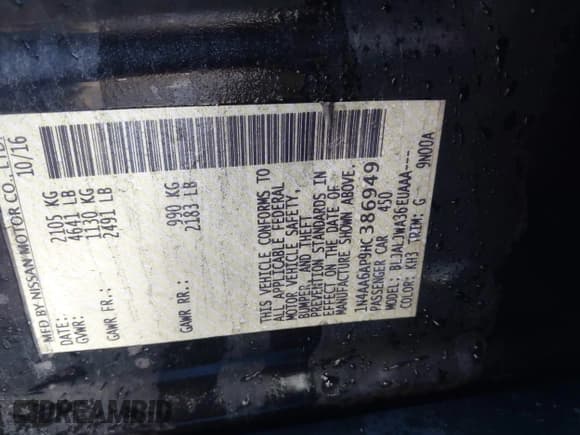 MFD BY NISSAN MOTOR CO., LTD.
DATE: 10/16
GVWR: 2105 KG
4641 LB
GAWR FR.: 1130 KG
2491 LB
GAWR RR.: 990 KG
2183 LB
THIS VEHICLE CONFORMS TO
ALL APPLICABLE FEDERAL
MOTOR VEHICLE SAFETY,
BUMPER, AND THEFT
PREVENTION STANDARDS IN
EFFECT ON THE DATE OF
MANUFACTURE SHOWN ABOVE.
1N4AA6AP9HC386949
PASSENGER CAR 450
MODEL: BLJALJWA36EUAAA---
COLOR: KH3 TRIM: G 9N00A
DREAMBID